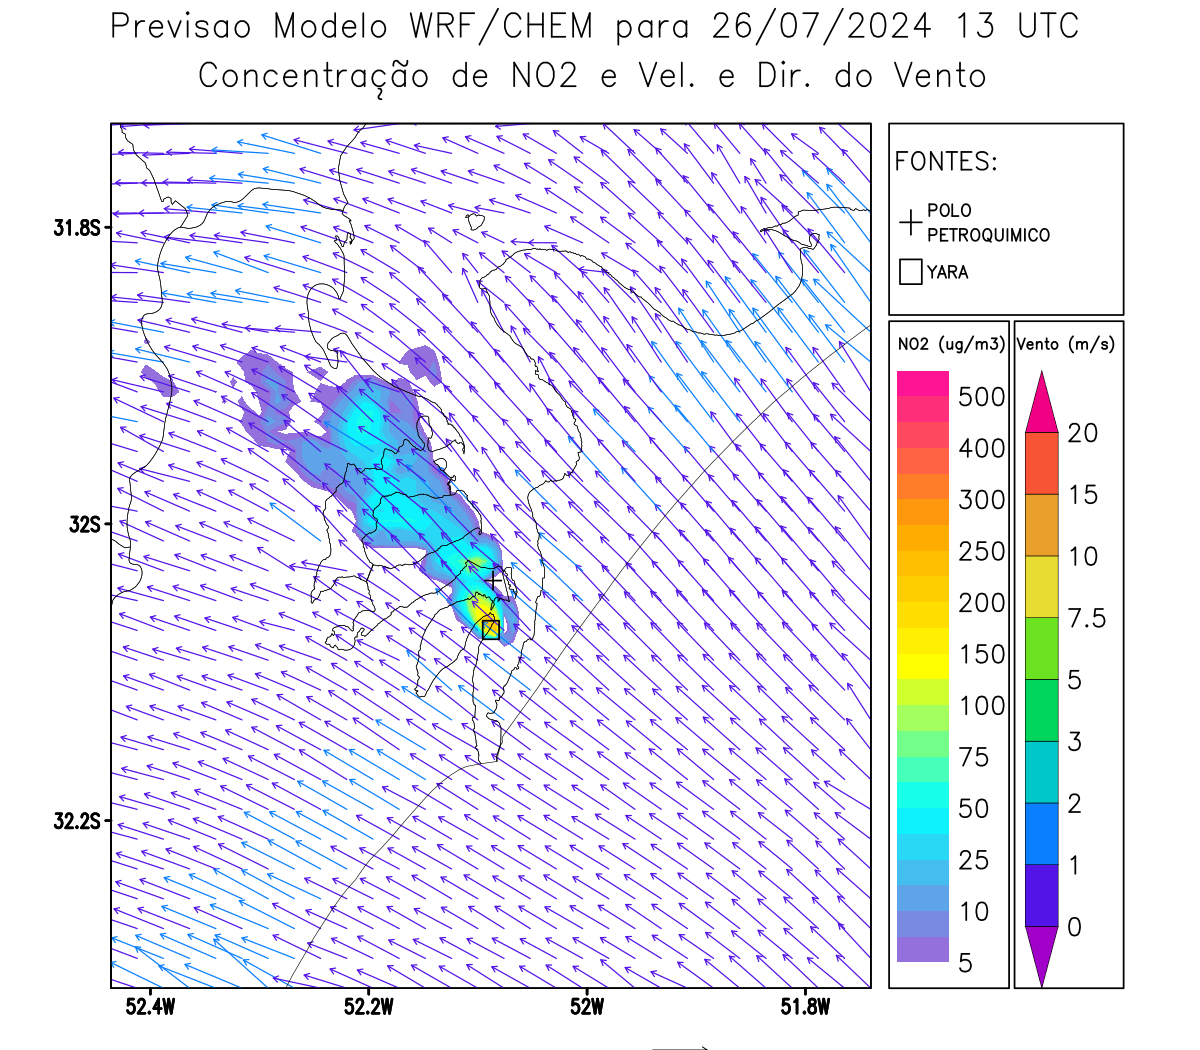 Previsao Modelo WRF/CHEM para 26/07/2024 13 UTC
Concentração de NO2 e Vel. e Dir. do Vento
FONTES:
POLO
PETROQUIMICO
YARA
31.8S
32S
32.2S
52.4W
52.2W
52W
51.8W
NO2 (ug/m3)
500
400
300
250
200
150
100
75
50
25
10
5
Vento (m/s)
20
15
10
7.5
5
3
2
1
0